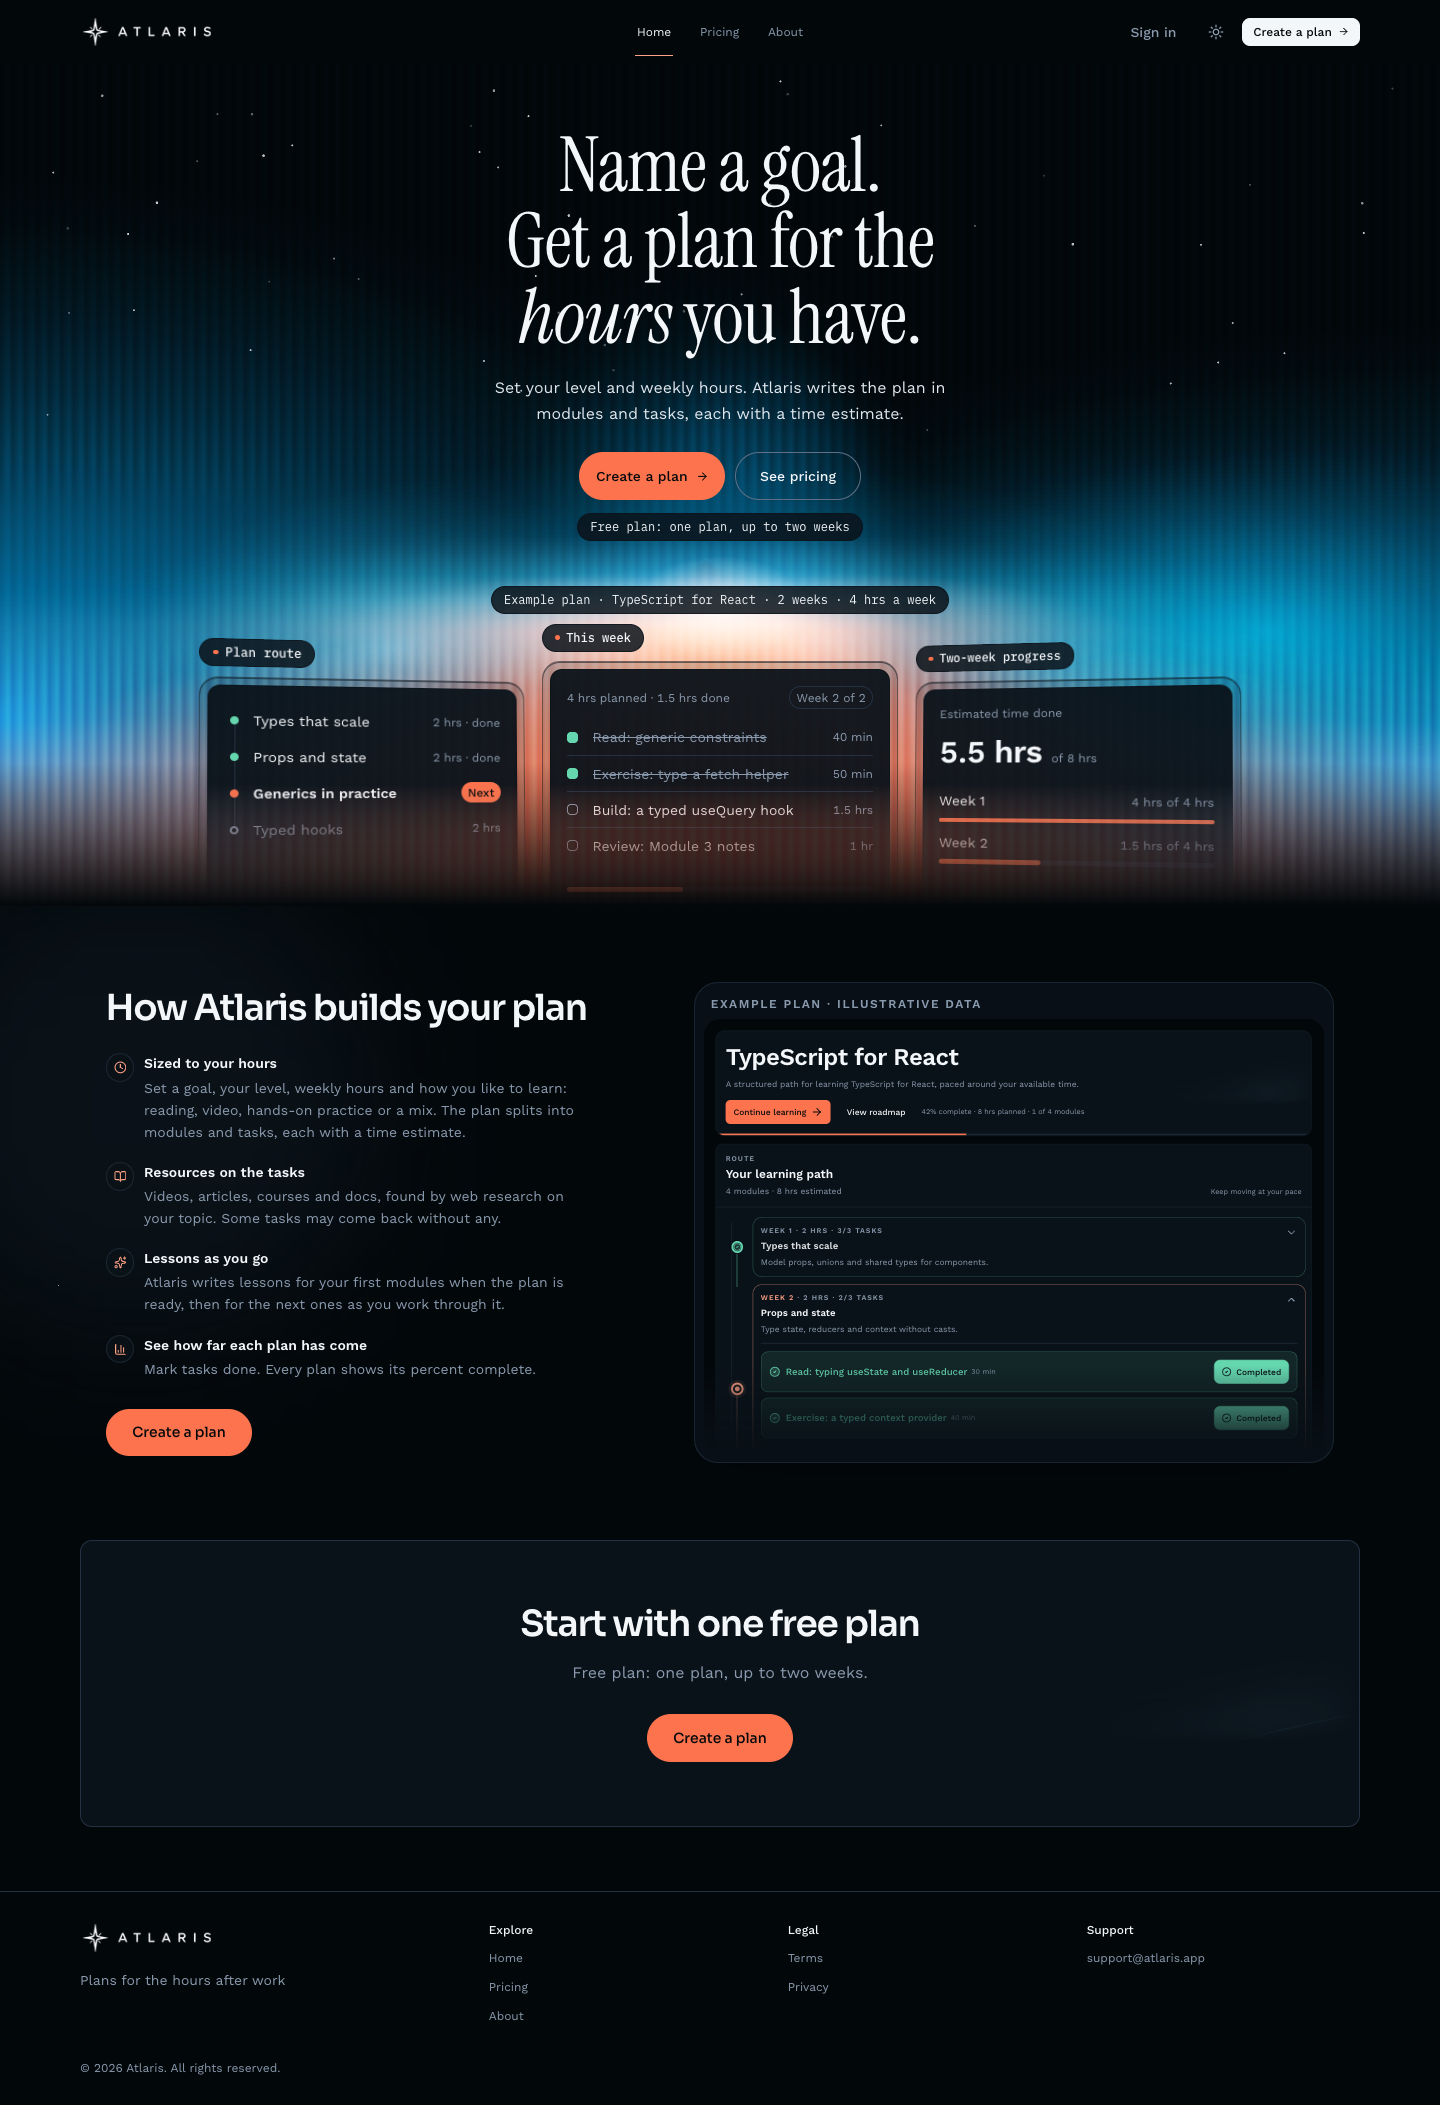 ATLARIS
Home
Pricing
About
Sign in
Create a plan →
Name a goal.
Get a plan for the
hours you have.
Set your level and weekly hours. Atlaris writes the plan in
modules and tasks, each with a time estimate.
Create a plan →
See pricing
Free plan: one plan, up to two weeks
Example plan · TypeScript for React · 2 weeks · 4 hrs a week
Plan route
Types that scale 2 hrs · done
Props and state 2 hrs · done
Generics in practice Next
Typed hooks 2 hrs
This week
4 hrs planned · 1.5 hrs done Week 2 of 2
Read: generic constraints 40 min
Exercise: type a fetch helper 50 min
Build: a typed useQuery hook 1.5 hrs
Review: Module 3 notes 1 hr
Two-week progress
Estimated time done
5.5 hrs of 8 hrs
Week 1 4 hrs of 4 hrs
Week 2 1.5 hrs of 4 hrs
How Atlaris builds your plan
Sized to your hours
Set a goal, your level, weekly hours and how you like to learn:
reading, video, hands-on practice or a mix. The plan splits into
modules and tasks, each with a time estimate.
Resources on the tasks
Videos, articles, courses and docs, found by web research on
your topic. Some tasks may come back without any.
Lessons as you go
Atlaris writes lessons for your first modules when the plan is
ready, then for the next ones as you work through it.
See how far each plan has come
Mark tasks done. Every plan shows its percent complete.
Create a plan
EXAMPLE PLAN · ILLUSTRATIVE DATA
TypeScript for React
A structured path for learning TypeScript for React, paced around your available time.
Continue learning → View roadmap 42% complete · 8 hrs planned · 1 of 4 modules
ROUTE
Your learning path
4 modules · 8 hrs estimated Keep moving at your pace
WEEK 1 · 2 HRS · 3/3 TASKS
Types that scale
Model props, unions and shared types for components.
WEEK 2 · 2 HRS · 2/3 TASKS
Props and state
Type state, reducers and context without casts.
Read: typing useState and useReducer 30 min Completed
Exercise: a typed context provider 40 min Completed
Start with one free plan
Free plan: one plan, up to two weeks.
Create a plan
ATLARIS
Plans for the hours after work
Explore
Home
Pricing
About
Legal
Terms
Privacy
Support
support@atlaris.app
© 2026 Atlaris. All rights reserved.